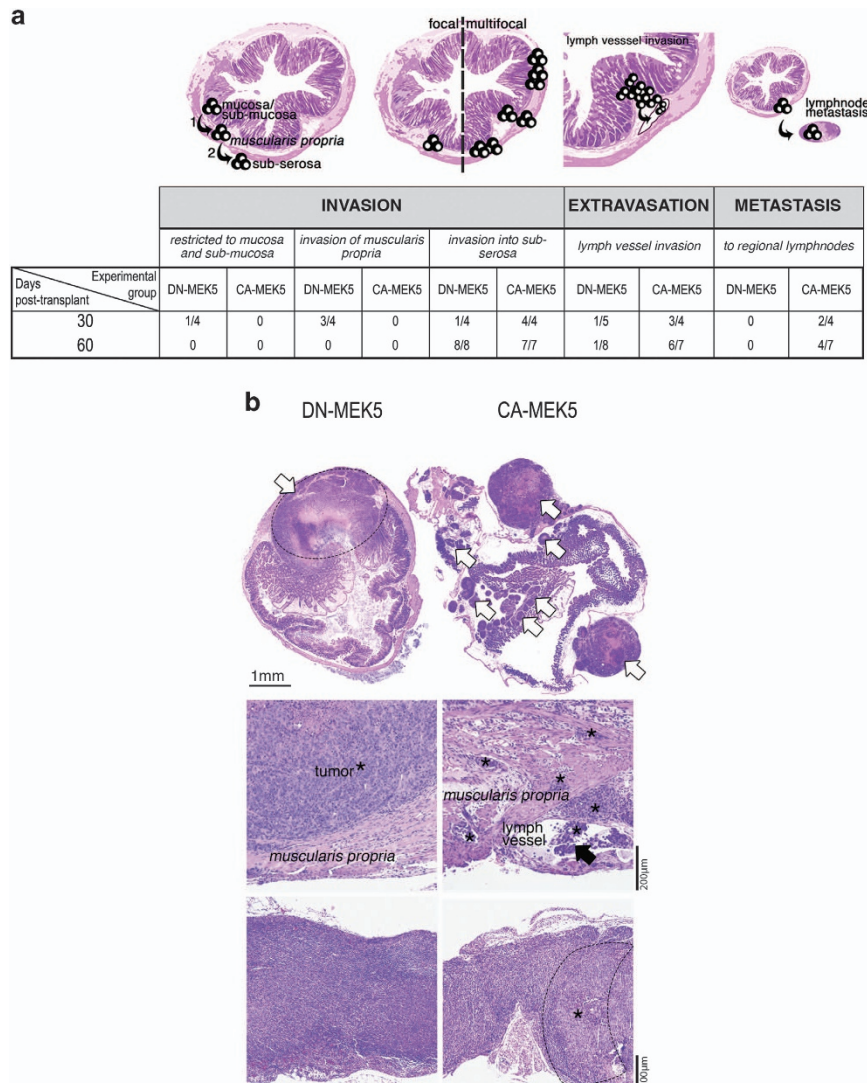 a
focal multifocal
lymph vesssel invasion
mucosa/
sub-mucosa
lymphnode
metastasis
1
muscularis propria
2
sub-serosa
INVASION EXTRAVASATION METASTASIS
restricted to mucosa and sub-mucosa invasion of muscularis propria invasion into sub-serosa lymph vessel invasion to regional lymphnodes
Days post-transplant Experimental group DN-MEK5 CA-MEK5 DN-MEK5 CA-MEK5 DN-MEK5 CA-MEK5 DN-MEK5 CA-MEK5 DN-MEK5 CA-MEK5
30 1/4 0 3/4 0 1/4 4/4 1/5 3/4 0 2/4
60 0 0 0 0 8/8 7/7 1/8 6/7 0 4/7
b
DN-MEK5 CA-MEK5
1mm
tumor *
* * *
muscularis propria *
lymph
vessel
* *
muscularis propria
200µm
*